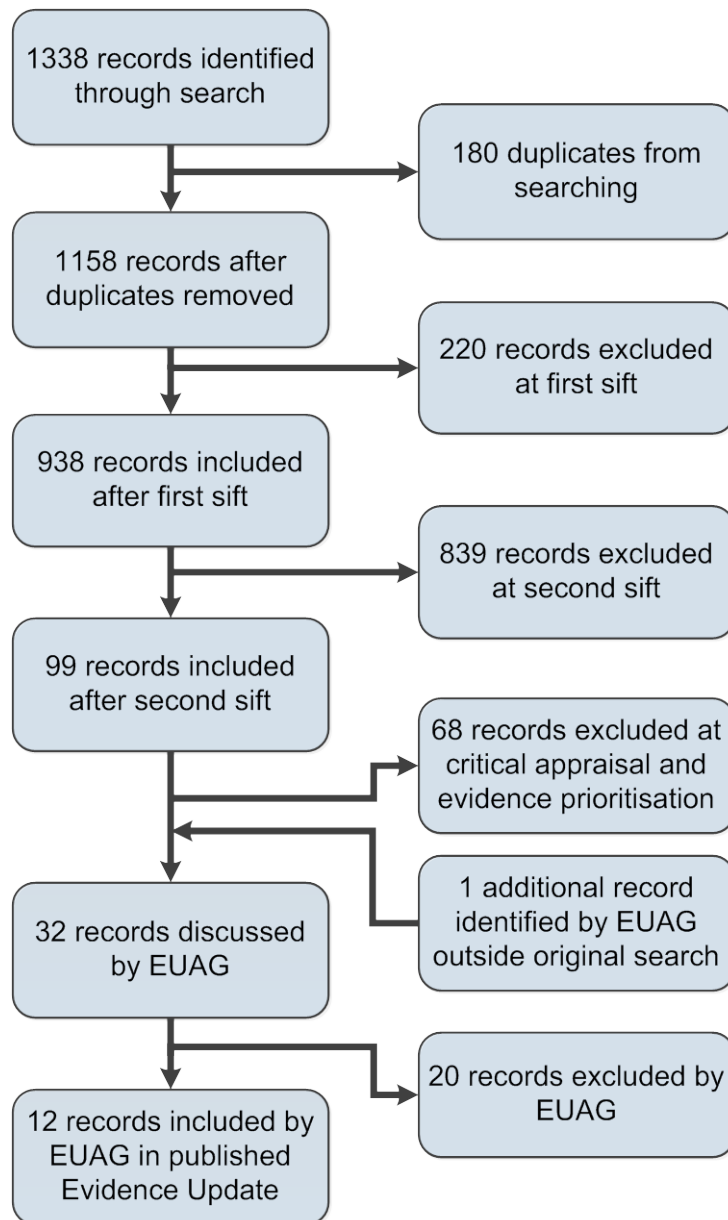 1338 records identified
through search
180 duplicates from
searching
1158 records after
duplicates removed
220 records excluded
at first sift
938 records included
after first sift
839 records excluded
at second sift
99 records included
after second sift
68 records excluded at
critical appraisal and
evidence prioritisation
1 additional record
identified by EUAG
outside original search
32 records discussed
by EUAG
20 records excluded by
EUAG
12 records included by
EUAG in published
Evidence Update